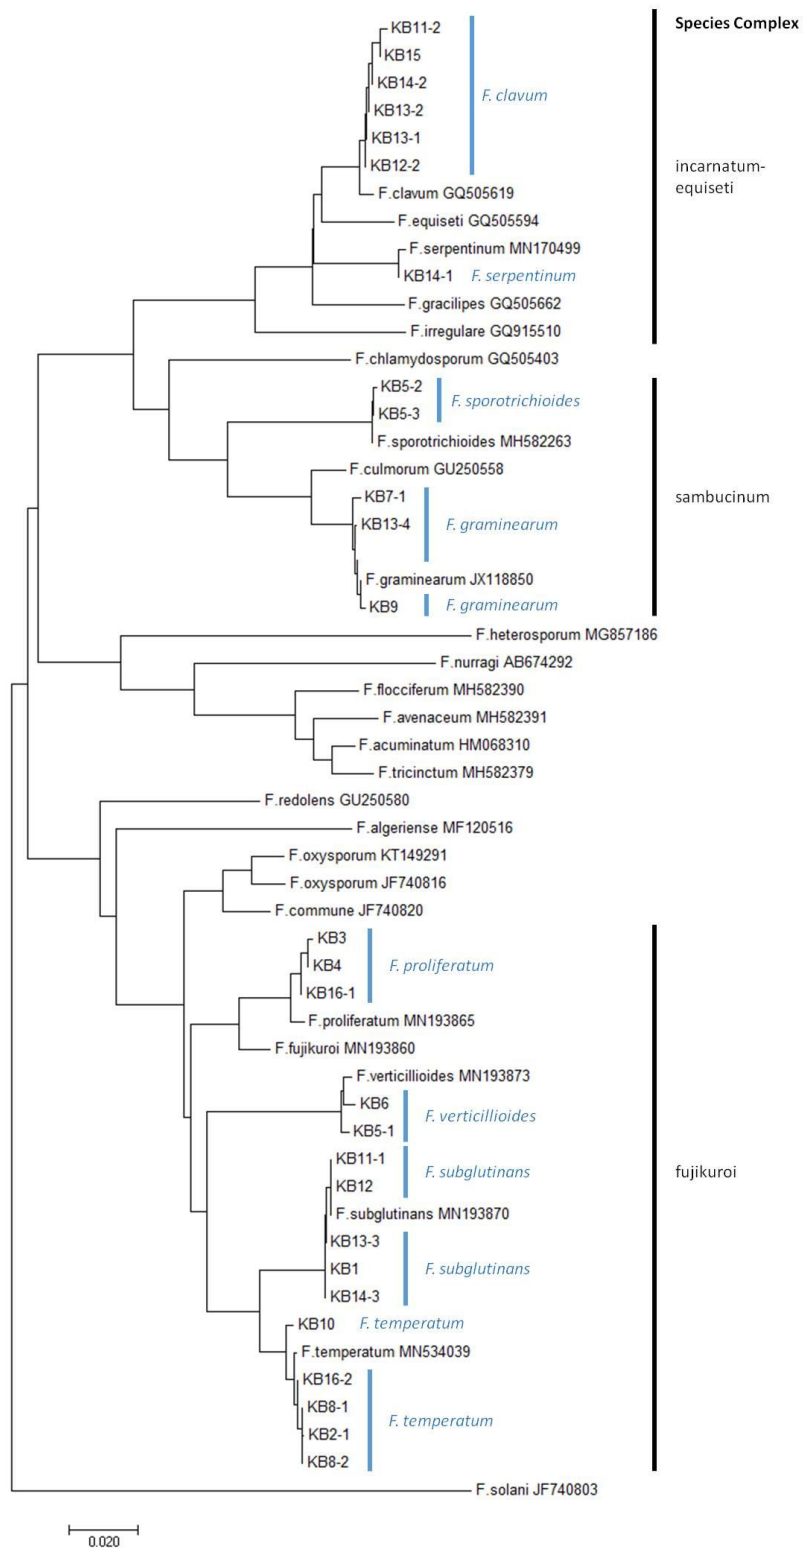 Species Complex
KB11-2
KB15
KB14-2
F. clavum
KB13-2
KB13-1
KB12-2
incarnatum-
equiseti
F.clavum GQ505619
F.equiseti GQ505594
F.serpentinum MN170499
KB14-1 F. serpentinum
F.gracilipes GQ505662
F.irregulare GQ915510
F.chlamydosporum GQ505403
KB5-2
F. sporotrichioides
KB5-3
F.sporotrichioides MH582263
F.culmorum GU250558
KB7-1
sambucinum
KB13-4 F. graminearum
F.graminearum JX118850
KB9 F. graminearum
F.heterosporum MG857186
F.nurragi AB674292
F.flocciferum MH582390
F.avenaceum MH582391
F.acuminatum HM068310
F.tricinctum MH582379
F.redolens GU250580
F.algeriense MF120516
F.oxysporum KT149291
F.oxysporum JF740816
F.commune JF740820
KB3
KB4 F. proliferatum
KB16-1
F.proliferatum MN193865
F.fujikuroi MN193860
F.verticillioides MN193873
KB6
F. verticillioides
KB5-1
KB11-1
F. subglutinans
fujikuroi
KB12
F.subglutinans MN193870
KB13-3
KB1 F. subglutinans
KB14-3
KB10 F. temperatum
F.temperatum MN534039
KB16-2
KB8-1
F. temperatum
KB2-1
KB8-2
F.solani JF740803
0.020